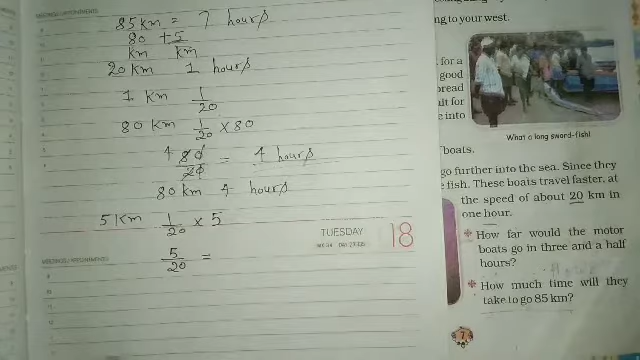 85 km = 7 hours
80 + 5
km km
20 km 1 hours
1 km 1/20
80 km 1/20 × 80
4 80/20 = 4 hours
80 km 4 hours
5 Km 1/20 × 5
5/20 =
TUESDAY 18
ng to your west.
for a
good
pread
lt for
e into
What a long sword-fish!
boats.
go further into the sea. Since they
e fish. These boats travel faster, at
the speed of about 20 km in
one hour.
How far would the motor
boats go in three and a half
hours?
How much time will they
take to go 85 km?
7